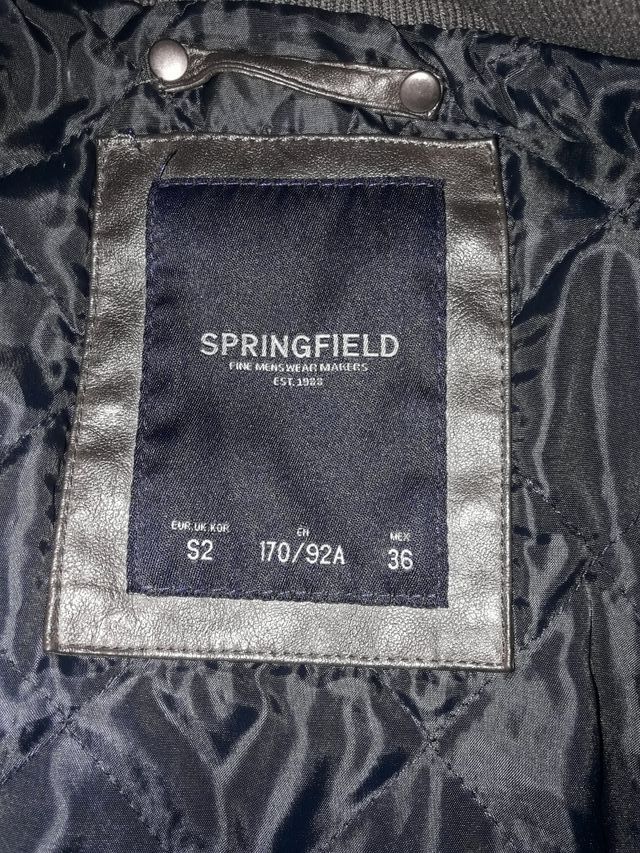 SPRINGFIELD
FINE MENSWEAR MAKERS
EST. 1988
EUR, UK, KOR CH MEX
S2 170/92A 36